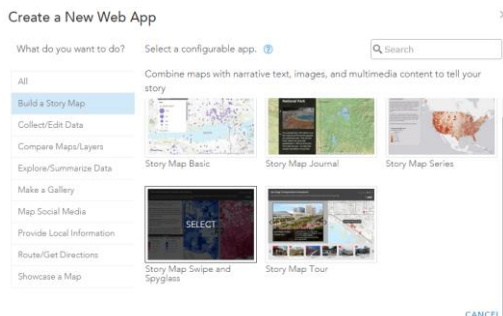 Create a New Web App
What do you want to do?
Select a configurable app.
Search
All
Build a Story Map
Collect/Edit Data
Compare Maps/Layers
Explore/Summarize Data
Make a Gallery
Map Social Media
Provide Local Information
Route/Get Directions
Showcase a Map
Combine maps with narrative text, images, and multimedia content to tell your
story
National Park
Story Map Basic
Story Map Journal
Story Map Series
SELECT
Story Map Swipe and
Spyglass
Story Map Tour
CANCEL